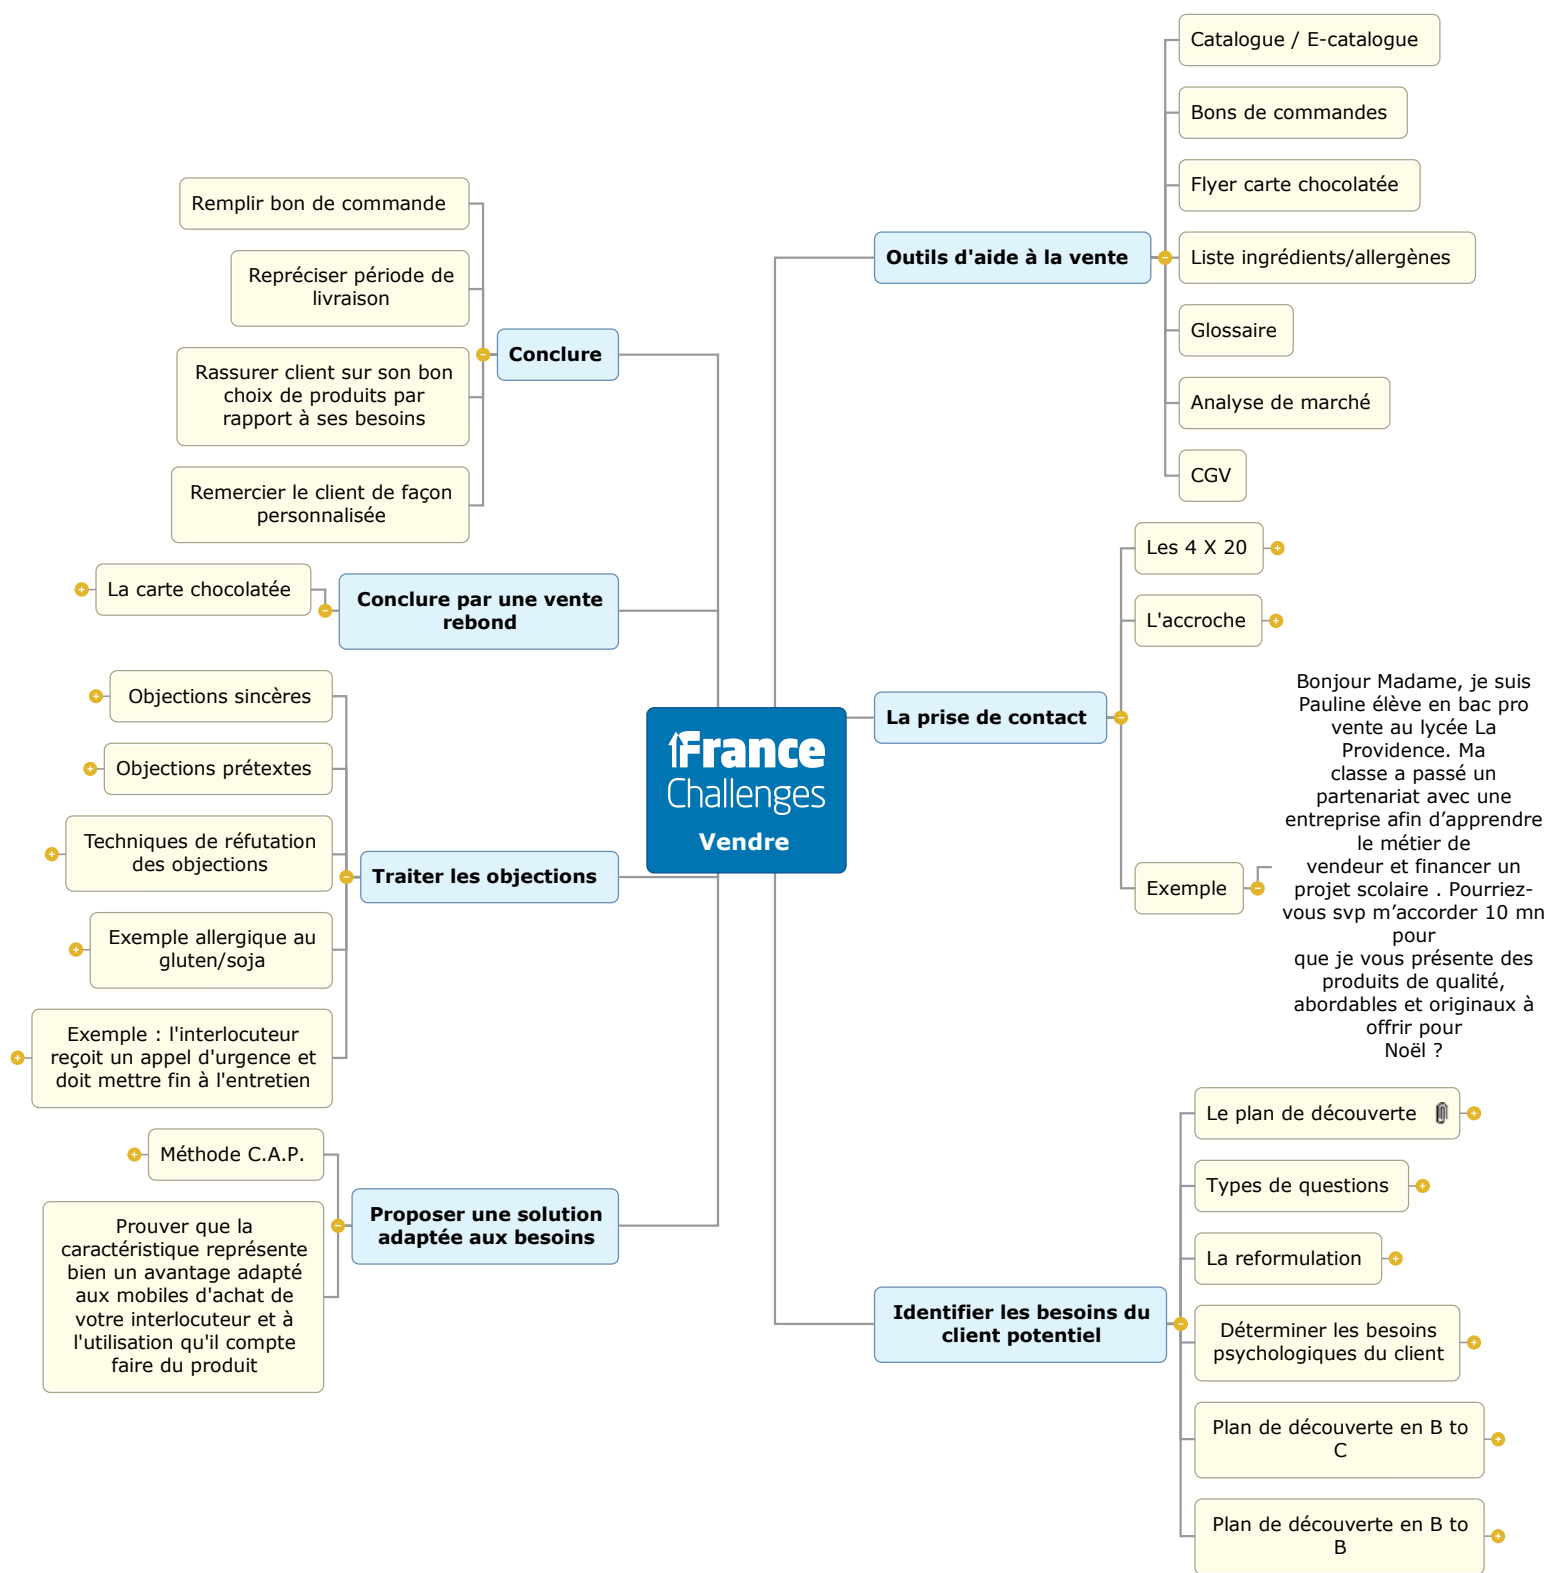 France
Challenges
Vendre
Outils d'aide à la vente
Catalogue / E-catalogue
Bons de commandes
Flyer carte chocolatée
Liste ingrédients/allergènes
Glossaire
Analyse de marché
CGV
La prise de contact
Les 4 X 20
L'accroche
Exemple
Bonjour Madame, je suis
Pauline élève en bac pro
vente au lycée La
Providence. Ma
classe a passé un
partenariat avec une
entreprise afin d’apprendre
le métier de
vendeur et financer un
projet scolaire . Pourriez-
vous svp m’accorder 10 mn
pour
que je vous présente des
produits de qualité,
abordables et originaux à
offrir pour
Noël ?
Identifier les besoins du
client potentiel
Le plan de découverte
Types de questions
La reformulation
Déterminer les besoins
psychologiques du client
Plan de découverte en B to
C
Plan de découverte en B to
B
Proposer une solution
adaptée aux besoins
Méthode C.A.P.
Prouver que la
caractéristique représente
bien un avantage adapté
aux mobiles d'achat de
votre interlocuteur et à
l'utilisation qu'il compte
faire du produit
Traiter les objections
Objections sincères
Objections prétextes
Techniques de réfutation
des objections
Exemple allergique au
gluten/soja
Exemple : l'interlocuteur
reçoit un appel d'urgence et
doit mettre fin à l'entretien
Conclure par une vente
rebond
La carte chocolatée
Conclure
Remplir bon de commande
Repréciser période de
livraison
Rassurer client sur son bon
choix de produits par
rapport à ses besoins
Remercier le client de façon
personnalisée